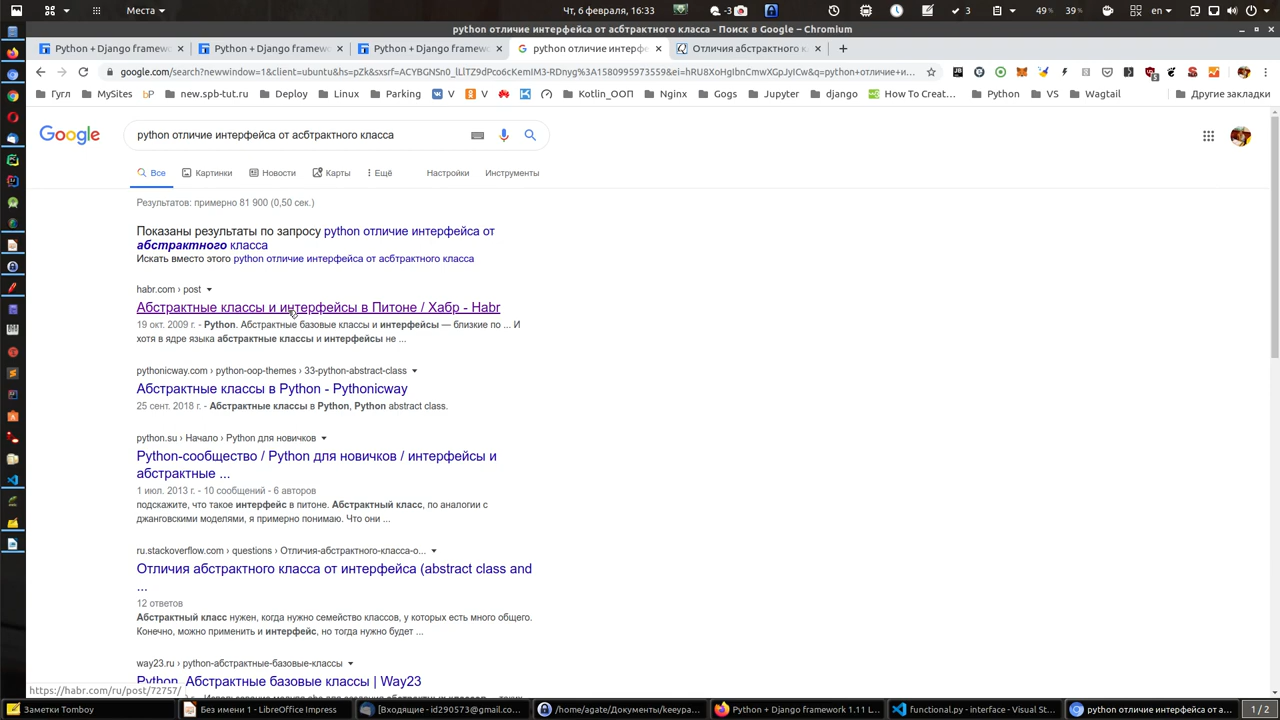 Места
Чт, 6 февраля, 16:33
49%
39%
en
python отличие интерфейса от асбтрактного класса - Поиск в Google – Chromium
Python + Django framewo
Python + Django framewo
Python + Django framewo
python отличие интерфе
Отличия абстрактного к
google.com/search?newwindow=1&client=ubuntu&hs=pZk&sxsrf=ACYBGNSn0_lLlTZ9dPco6cKemIM3-RDnyg%3A1580995973559&ei=hRU8XoHgIbnCmwXGpJyICw&q=python+отличие+и...
Гугл
MySites
new.spb-tut.ru
Deploy
Linux
Parking
V
V
Kotlin_ООП
Nginx
Gogs
Jupyter
django
How To Creat…
Python
VS
Wagtail
Другие закладки
Google
python отличие интерфейса от асбтрактного класса
Все
Картинки
Новости
Карты
Ещё
Настройки
Инструменты
Результатов: примерно 81 900 (0,50 сек.)
Показаны результаты по запросу python отличие интерфейса от
абстрактного класса
Искать вместо этого python отличие интерфейса от асбтрактного класса
habr.com › post
Абстрактные классы и интерфейсы в Питоне / Хабр - Habr
19 окт. 2009 г. - Python. Абстрактные базовые классы и интерфейсы — близкие по ... И
хотя в ядре языка абстрактные классы и интерфейсы не ...
pythonicway.com › python-oop-themes › 33-python-abstract-class
Абстрактные классы в Python - Pythonicway
25 сент. 2018 г. - Абстрактные классы в Python, Python abstract class.
python.su › Начало › Python для новичков
Python-сообщество / Python для новичков / интерфейсы и
абстрактные ...
1 июл. 2013 г. - 10 сообщений - 6 авторов
подскажите, что такое интерфейс в питоне. Абстрактный класс, по аналогии с
джанговскими моделями, я примерно понимаю. Что они ...
ru.stackoverflow.com › questions › Отличия-абстрактного-класса-о...
Отличия абстрактного класса от интерфейса (abstract class and
...
12 ответов
Абстрактный класс нужен, когда нужно семейство классов, у которых есть много общего.
Конечно, можно применить и интерфейс, но тогда нужно будет ...
way23.ru › python-абстрактные-базовые-классы
Python. Абстрактные базовые классы | Way23
https://habr.com/ru/post/72757/
Заметки Tomboy
Без имени 1 - LibreOffice Impress
[Входящие - id290573@gmail.co...
/home/agate/Документы/кееура...
Python + Django framework 1.11 L...
functional.py - interface - Visual St...
python отличие интерфейса от а...
1 / 2